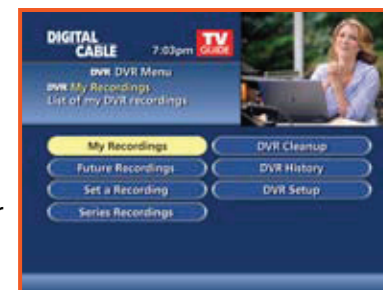 DIGITAL
CABLE 7:03pm TV
GUIDE
DVR DVR Menu
DVR My Recordings
List of my DVR recordings
My Recordings
DVR Cleanup
Future Recordings
DVR History
Set a Recording
DVR Setup
Series Recordings
r